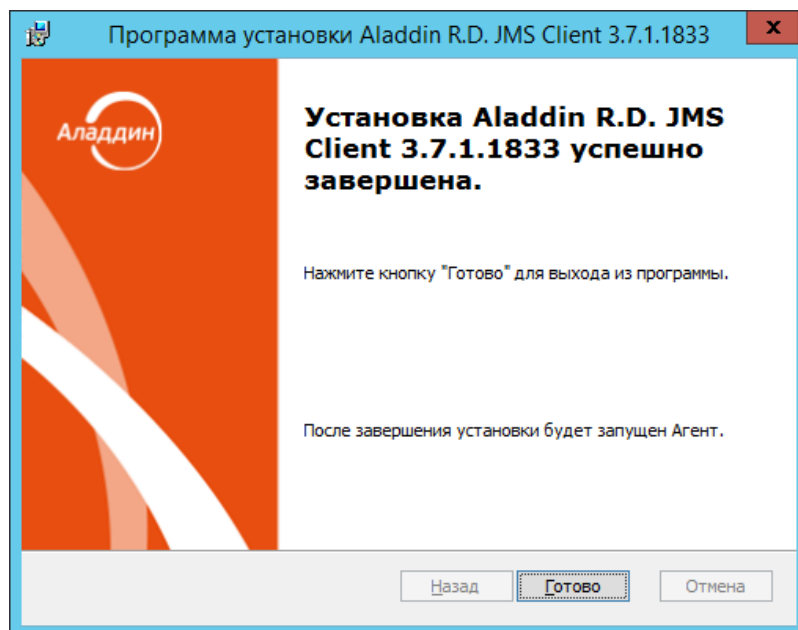 Программа установки Aladdin R.D. JMS Client 3.7.1.1833
x
Аладдин
Установка Aladdin R.D. JMS
Client 3.7.1.1833 успешно
завершена.
Нажмите кнопку "Готово" для выхода из программы.
После завершения установки будет запущен Агент.
Назад Готово Отмена